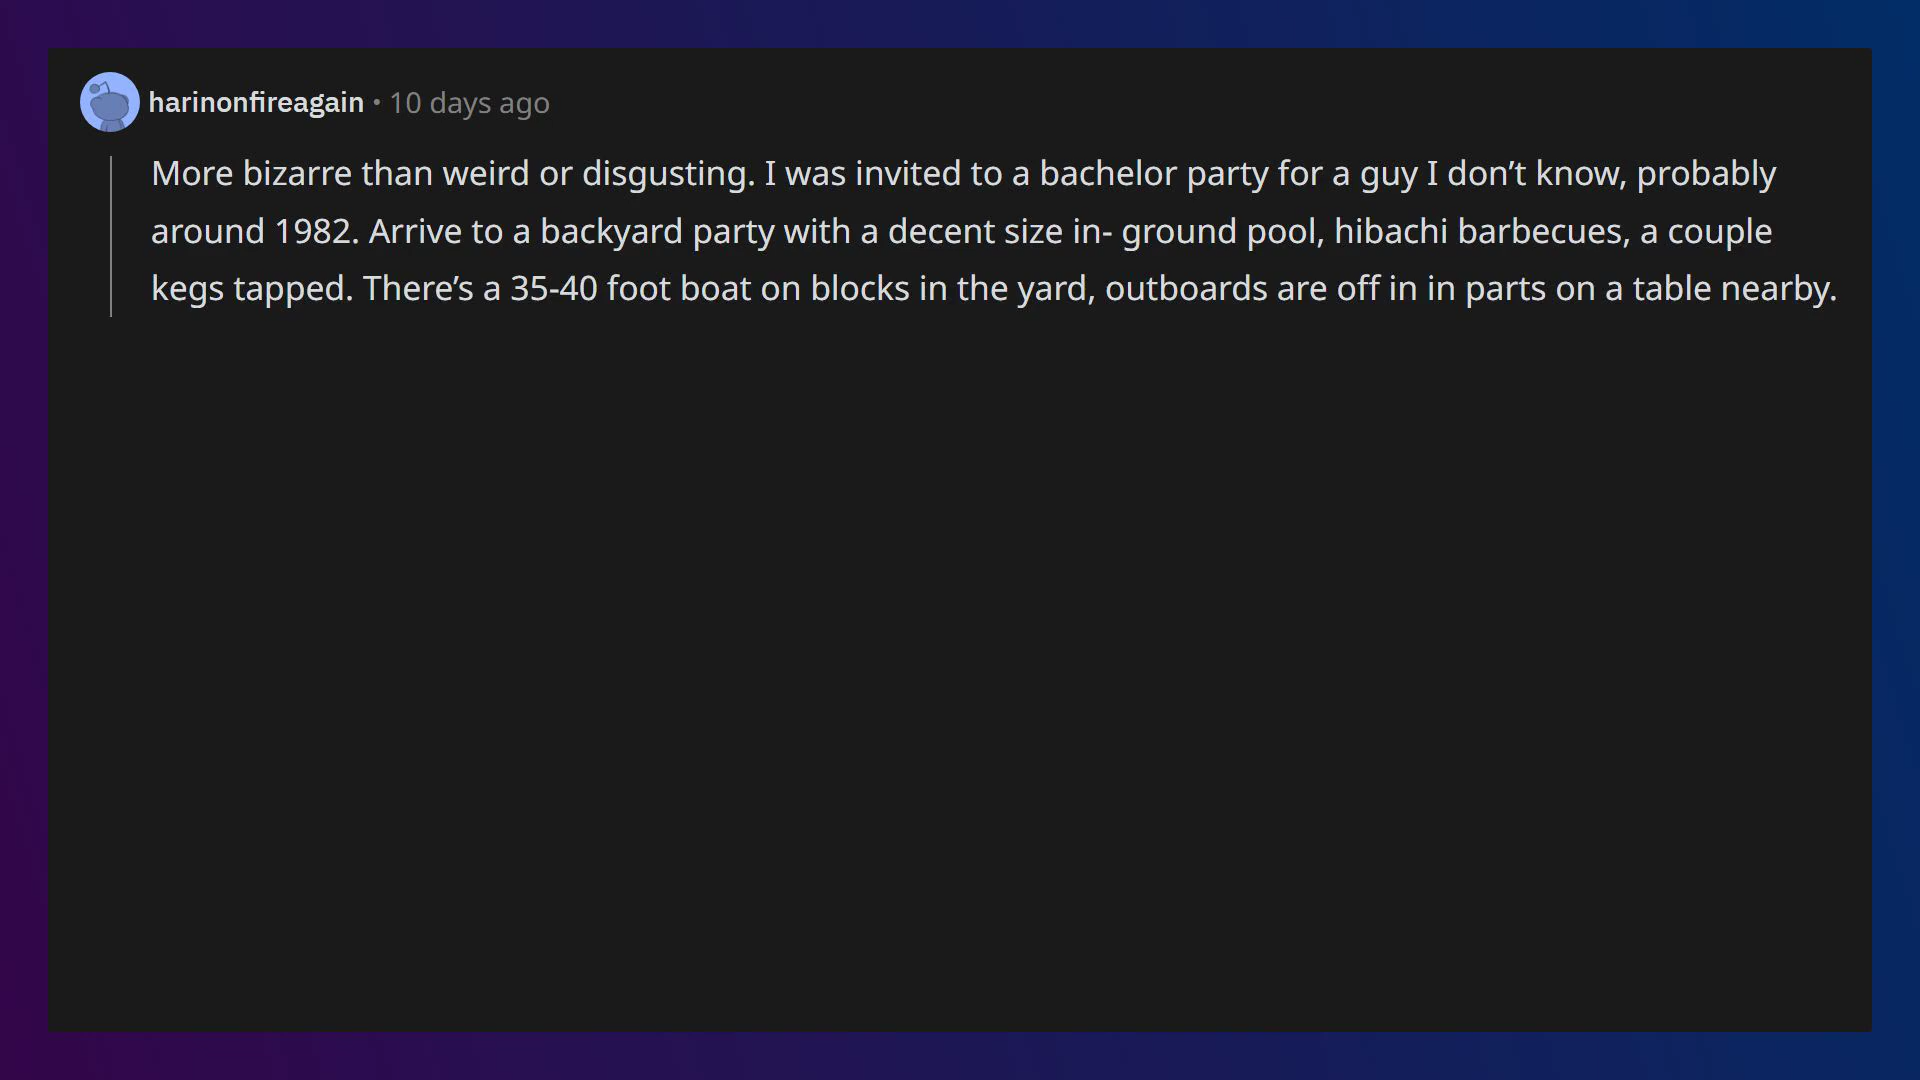 harinonfireagain • 10 days ago
More bizarre than weird or disgusting. I was invited to a bachelor party for a guy I don’t know, probably
around 1982. Arrive to a backyard party with a decent size in- ground pool, hibachi barbecues, a couple
kegs tapped. There’s a 35-40 foot boat on blocks in the yard, outboards are off in in parts on a table nearby.